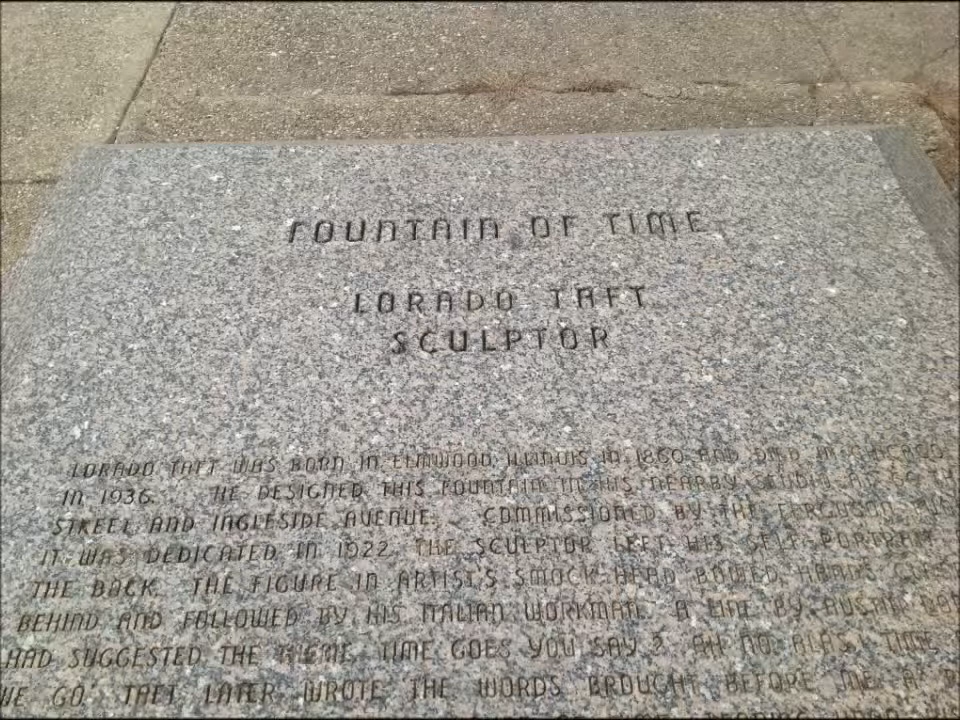 FOUNTAIN OF TIME
LORADO TAFT
SCULPTOR
LORADO TAFT WAS BORN IN ELMWOOD, ILLINOIS IN 1860 AND DIED IN CHICAGO
IN 1936. HE DESIGNED THIS FOUNTAIN IN HIS NEARBY STUDIO AT
STREET AND INGLESIDE AVENUE. COMMISSIONED BY THE FERGUSON
IT WAS DEDICATED IN 1922. THE SCULPTOR LEFT HIS SELF PORTRAIT
THE BACK. THE FIGURE IN ARTIST'S SMOCK HEAD BOWED, HANDS
BEHIND AND FOLLOWED BY HIS ITALIAN WORKMAN. A LINE BY AUSTIN
HAD SUGGESTED THE THEME TIME GOES YOU SAY? AH NO, ALAS, TIME
WE GO. TAFT LATER WROTE THE WORDS BROUGHT BEFORE ME A